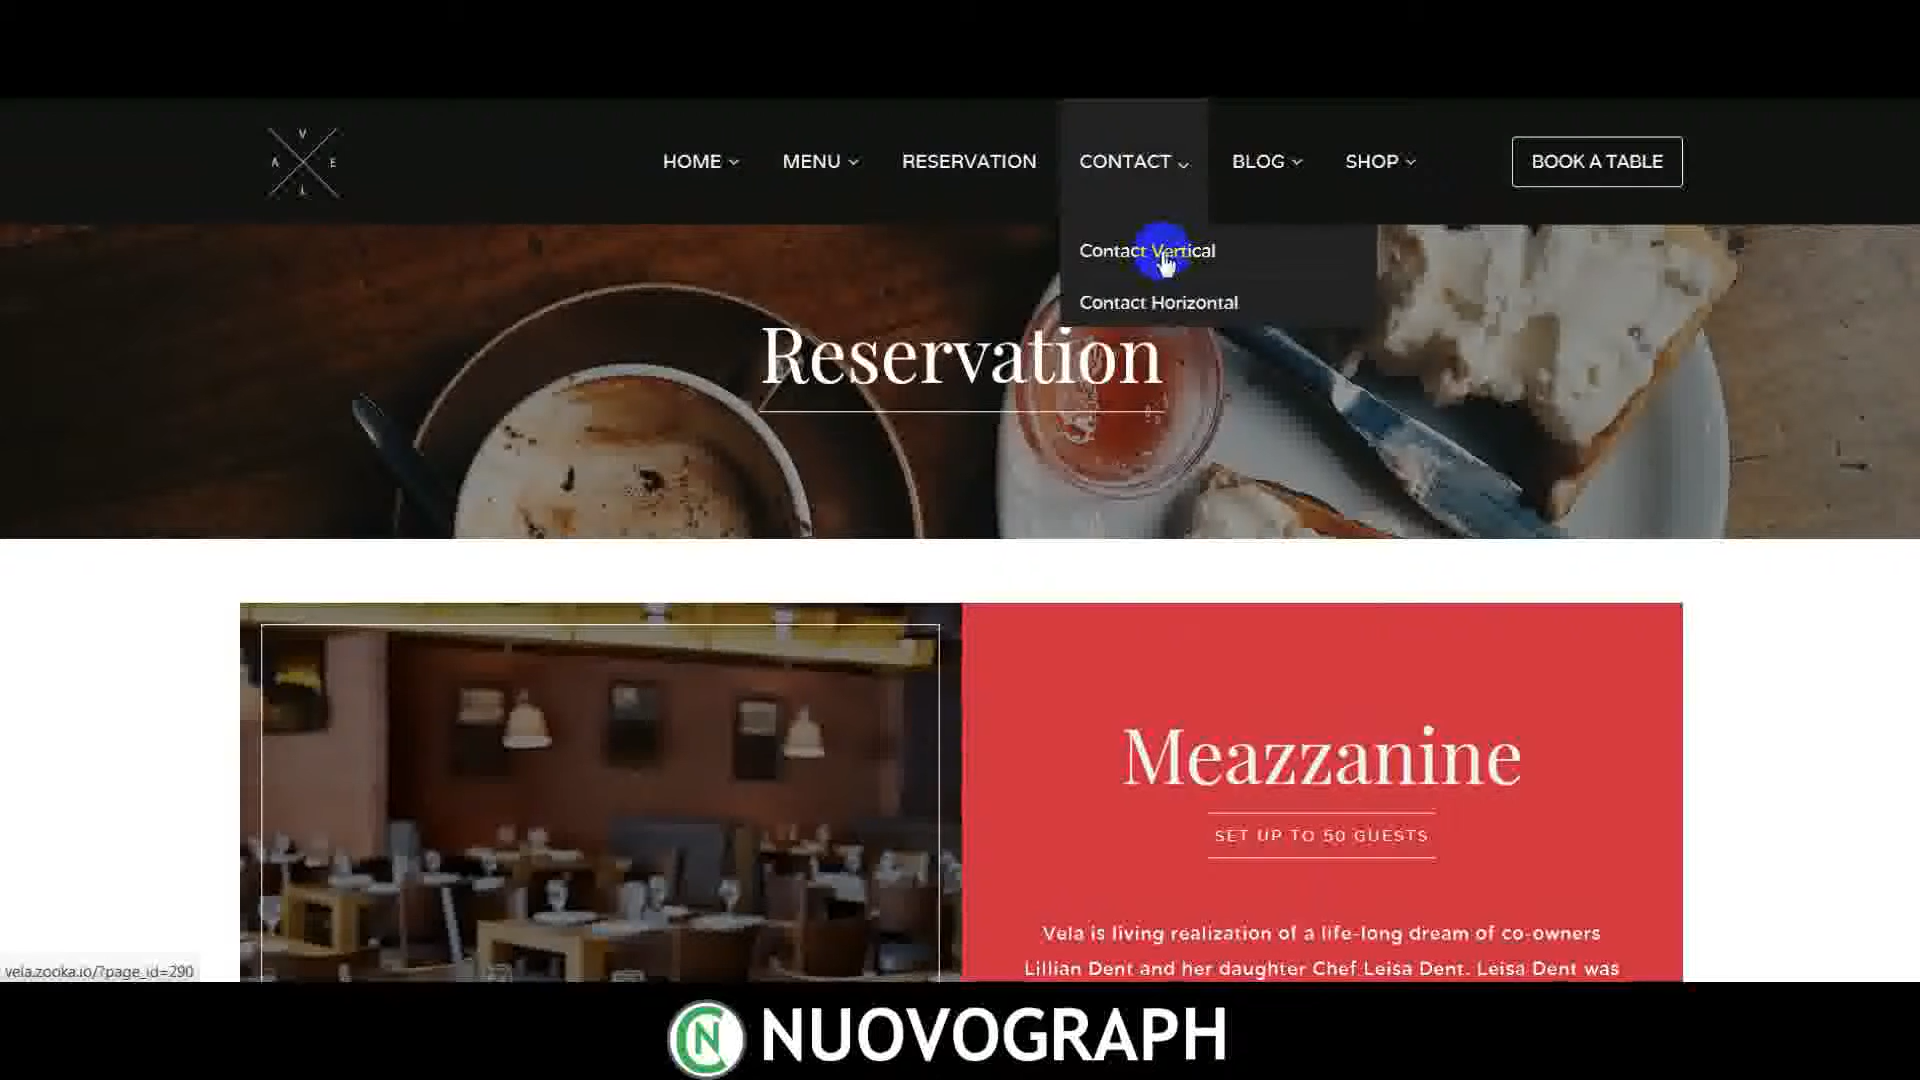 V
A E
L
HOME MENU RESERVATION CONTACT BLOG SHOP BOOK A TABLE
Contact Vertical
Contact Horizontal
Reservation
Meazzanine
SET UP TO 50 GUESTS
Vela is living realization of a life-long dream of co-owners
Lillian Dent and her daughter Chef Leisa Dent. Leisa Dent was
vela.zooka.io/?page_id=290
CN NUOVOGRAPH